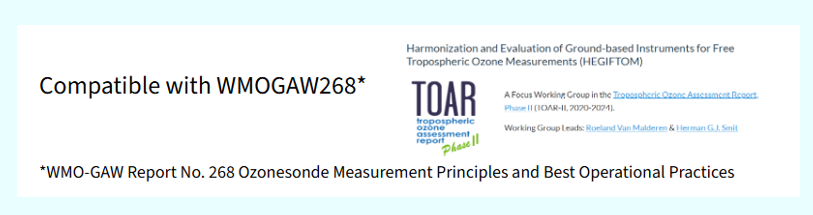 Harmonization and Evaluation of Ground-based Instruments for Free
Tropospheric Ozone Measurements (HEGIFTOM)
Compatible with WMOGAW268*
TOAR
tropospheric
ozone
assessment
report
Phase II
A Focus Working Group in the Tropospheric Ozone Assessment Report,
Phase II (TOAR-II, 2020-2024).
Working Group Leads: Roeland Van Malderen & Herman G.J. Smit
*WMO-GAW Report No. 268 Ozonesonde Measurement Principles and Best Operational Practices